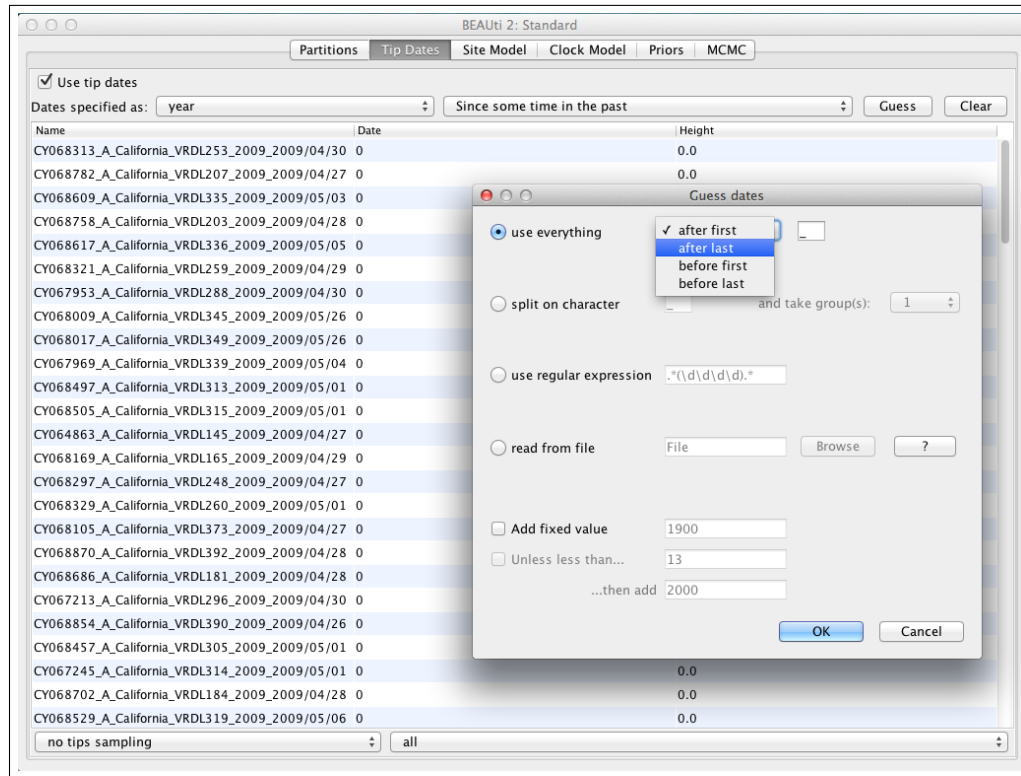 BEAUti 2: Standard
Partitions Tip Dates Site Model Clock Model Priors MCMC
Use tip dates
Dates specified as: year Since some time in the past Guess Clear
Name Date Height
CY068313_A_California_VRDL253_2009_2009/04/30 0 0.0
CY068782_A_California_VRDL207_2009_2009/04/27 0 0.0
CY068609_A_California_VRDL335_2009_2009/05/03 0
CY068758_A_California_VRDL203_2009_2009/04/28 0
CY068617_A_California_VRDL336_2009_2009/05/05 0
CY068321_A_California_VRDL259_2009_2009/04/29 0
CY067953_A_California_VRDL288_2009_2009/04/30 0
CY068009_A_California_VRDL345_2009_2009/05/26 0
CY068017_A_California_VRDL349_2009_2009/05/26 0
CY067969_A_California_VRDL339_2009_2009/05/04 0
CY068497_A_California_VRDL313_2009_2009/05/01 0
CY068505_A_California_VRDL315_2009_2009/05/01 0
CY064863_A_California_VRDL145_2009_2009/04/27 0
CY068169_A_California_VRDL165_2009_2009/04/29 0
CY068297_A_California_VRDL248_2009_2009/04/27 0
CY068329_A_California_VRDL260_2009_2009/05/01 0
CY068105_A_California_VRDL373_2009_2009/04/27 0
CY068870_A_California_VRDL392_2009_2009/04/28 0
CY068686_A_California_VRDL181_2009_2009/04/28 0
CY067213_A_California_VRDL296_2009_2009/04/30 0
CY068854_A_California_VRDL390_2009_2009/04/26 0
CY068457_A_California_VRDL305_2009_2009/05/01 0
CY067245_A_California_VRDL314_2009_2009/05/01 0 0.0
CY068702_A_California_VRDL184_2009_2009/04/28 0 0.0
CY068529_A_California_VRDL319_2009_2009/05/06 0 0.0
no tips sampling all
Guess dates
use everything ✓ after first _
after last
before first
before last
split on character _ and take group(s): 1
use regular expression .*(\d\d\d\d).*
read from file File Browse ?
Add fixed value 1900
Unless less than... 13
...then add 2000
OK Cancel